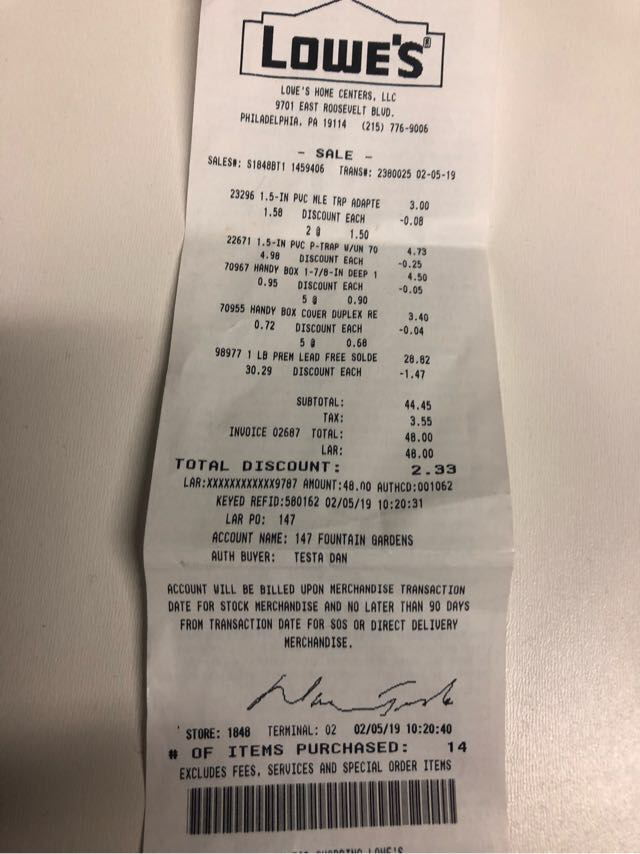 LOWE'S®
LOWE'S HOME CENTERS, LLC
9701 EAST ROOSEVELT BLVD.
PHILADELPHIA, PA 19114 (215) 776-9006
- SALE -
SALES#: S1848BT1 1459406 TRANS#: 2380025 02-05-19
23296 1.5-IN PVC MLE TRP ADAPTE 3.00
1.58 DISCOUNT EACH -0.08
2 @ 1.50
22671 1.5-IN PVC P-TRAP W/UN 70 4.73
4.98 DISCOUNT EACH -0.25
70967 HANDY BOX 1-7/8-IN DEEP 1 4.50
0.95 DISCOUNT EACH -0.05
5 @ 0.90
70955 HANDY BOX COVER DUPLEX RE 3.40
0.72 DISCOUNT EACH -0.04
5 @ 0.68
98977 1 LB PREM LEAD FREE SOLDE 28.82
30.29 DISCOUNT EACH -1.47
SUBTOTAL: 44.45
TAX: 3.55
INVOICE 02687 TOTAL: 48.00
LAR: 48.00
TOTAL DISCOUNT: 2.33
LAR:XXXXXXXXXXXX9787 AMOUNT:48.00 AUTHCD:001062
KEYED REFID:580162 02/05/19 10:20:31
LAR PO: 147
ACCOUNT NAME: 147 FOUNTAIN GARDENS
AUTH BUYER: TESTA DAN
ACCOUNT WILL BE BILLED UPON MERCHANDISE TRANSACTION
DATE FOR STOCK MERCHANDISE AND NO LATER THAN 90 DAYS
FROM TRANSACTION DATE FOR SOS OR DIRECT DELIVERY
MERCHANDISE.
STORE: 1848 TERMINAL: 02 02/05/19 10:20:40
# OF ITEMS PURCHASED: 14
EXCLUDES FEES, SERVICES AND SPECIAL ORDER ITEMS